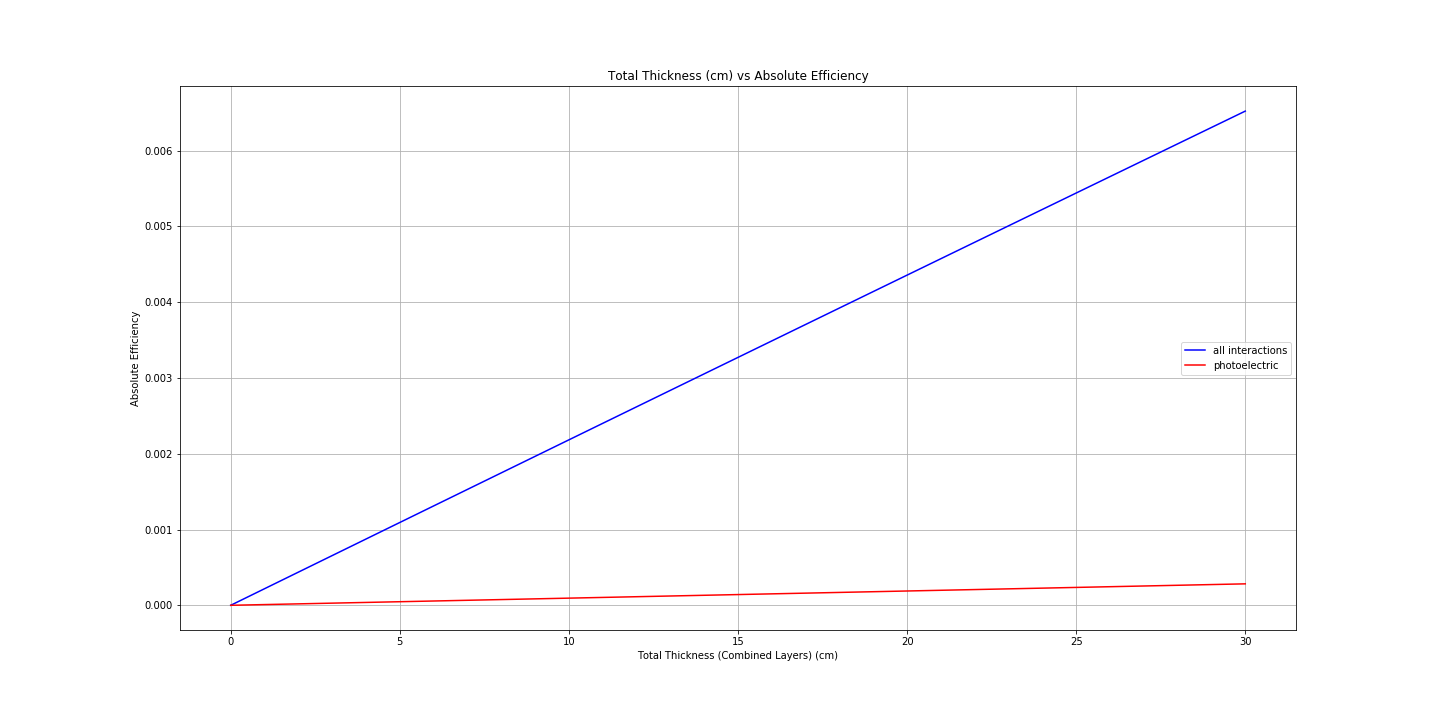 Total Thickness (cm) vs Absolute Efficiency
0.006
0.005
0.004
0.003
0.002
0.001
0.000
Absolute Efficiency
all interactions
photoelectric
0 5 10 15 20 25 30
Total Thickness (Combined Layers) (cm)